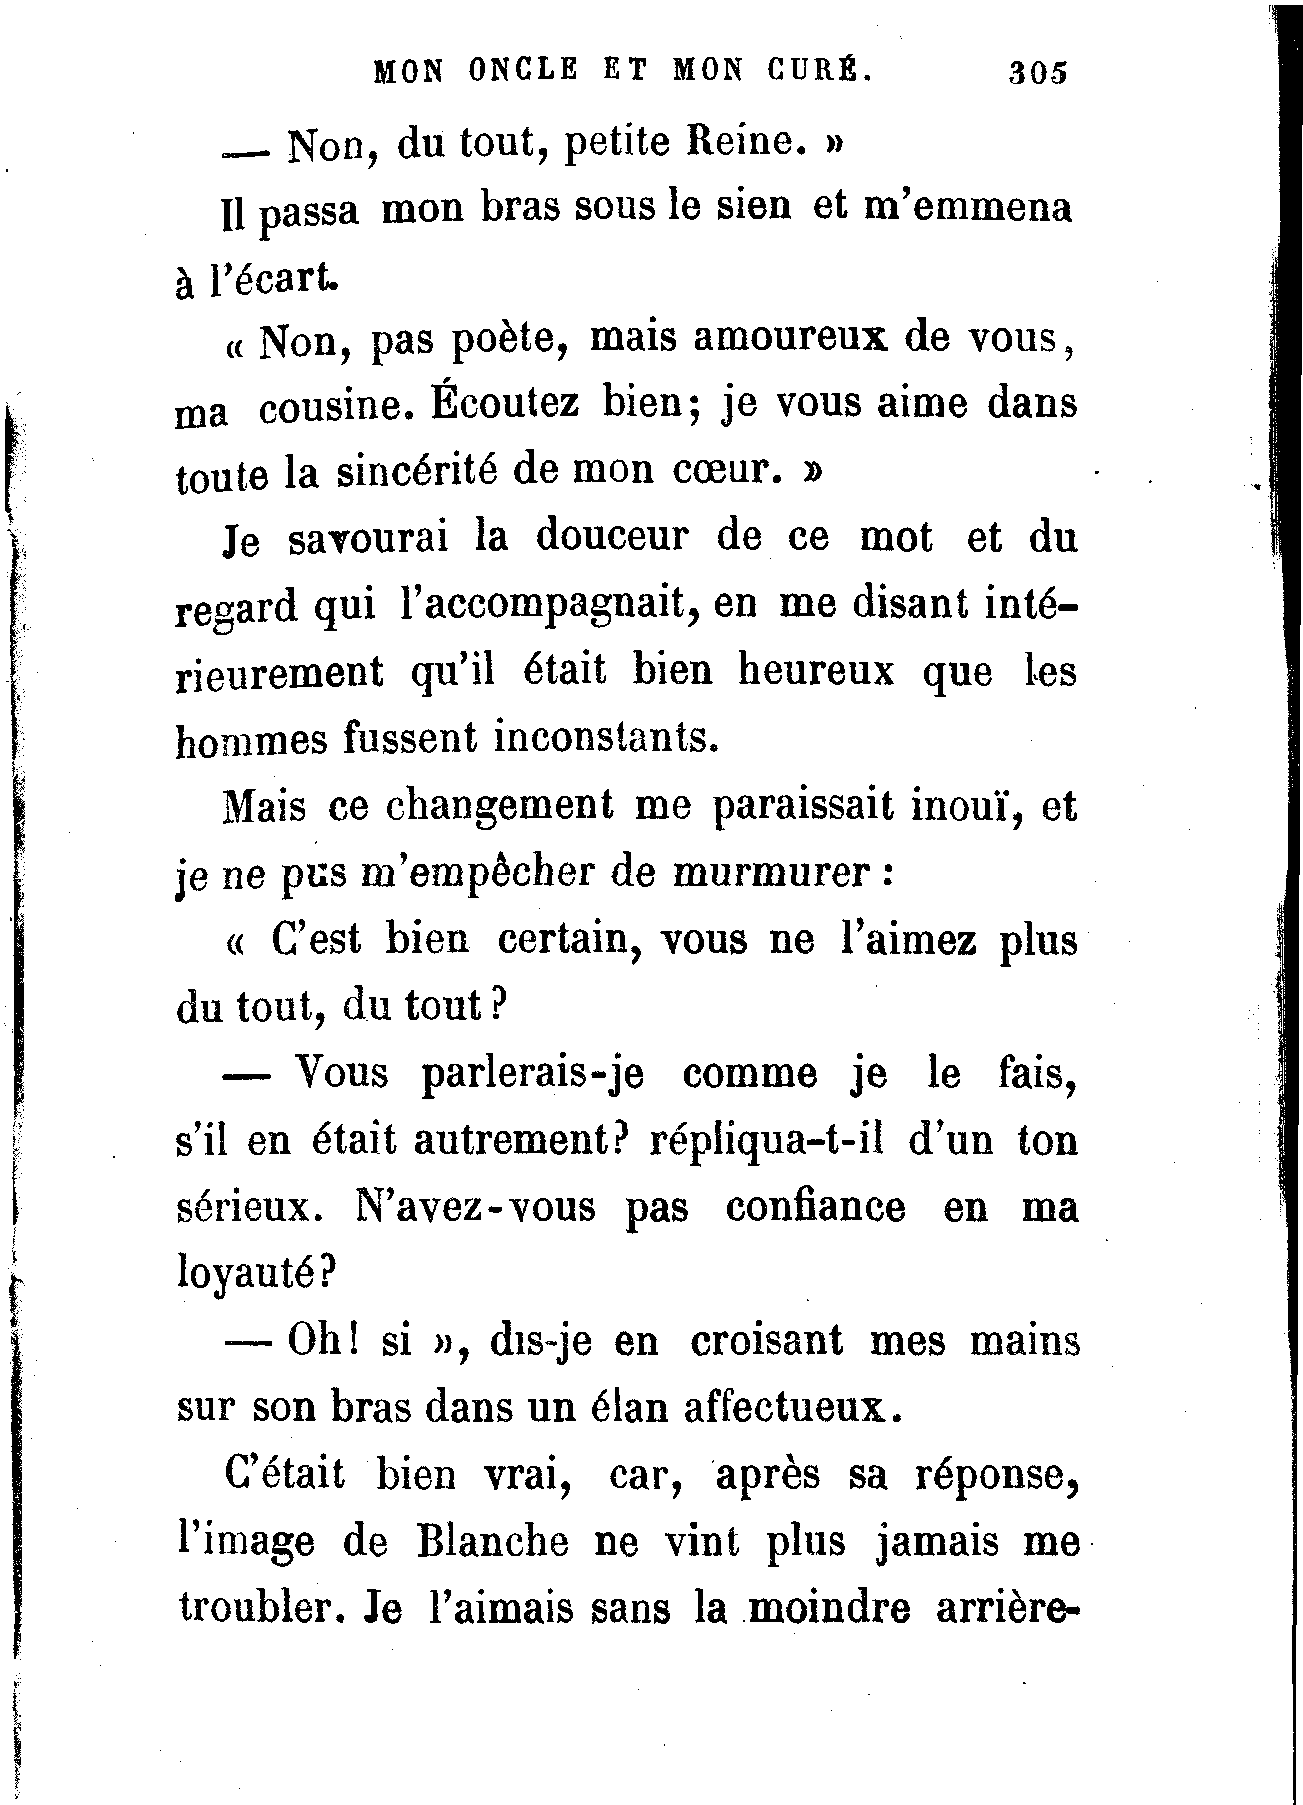 MON ONCLE ET MON CURÉ. 305
— Non, du tout, petite Reine. »
Il passa mon bras sous le sien et m'emmena
à l'écart.
« Non, pas poète, mais amoureux de vous,
ma cousine. Écoutez bien; je vous aime dans
toute la sincérité de mon cœur. »
Je savourai la douceur de ce mot et du
regard qui l'accompagnait, en me disant inté-
rieurement qu'il était bien heureux que les
hommes fussent inconstants.
Mais ce changement me paraissait inouï, et
je ne pus m'empêcher de murmurer :
« C'est bien certain, vous ne l'aimez plus
du tout, du tout ?
— Vous parlerais-je comme je le fais,
s'il en était autrement? répliqua-t-il d'un ton
sérieux. N'avez-vous pas confiance en ma
loyauté?
— Oh! si », dis-je en croisant mes mains
sur son bras dans un élan affectueux.
C'était bien vrai, car, après sa réponse,
l'image de Blanche ne vint plus jamais me
troubler. Je l'aimais sans la moindre arrière-